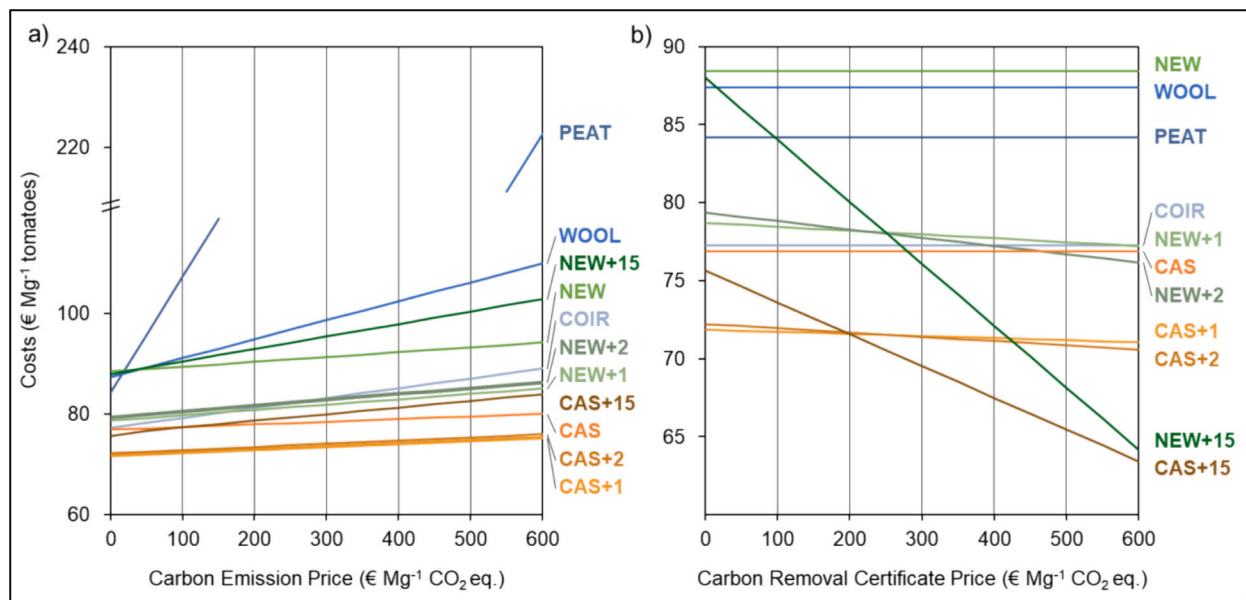 a)
Costs (€ Mg⁻¹ tomatoes)
240
220
100
80
60
0 100 200 300 400 500 600
Carbon Emission Price (€ Mg⁻¹ CO₂ eq.)
PEAT
WOOL
NEW+15
NEW
COIR
NEW+2
NEW+1
CAS+15
CAS
CAS+2
CAS+1
b)
90
85
80
75
70
65
0 100 200 300 400 500 600
Carbon Removal Certificate Price (€ Mg⁻¹ CO₂ eq.)
NEW
WOOL
PEAT
COIR
NEW+1
CAS
NEW+2
CAS+1
CAS+2
NEW+15
CAS+15